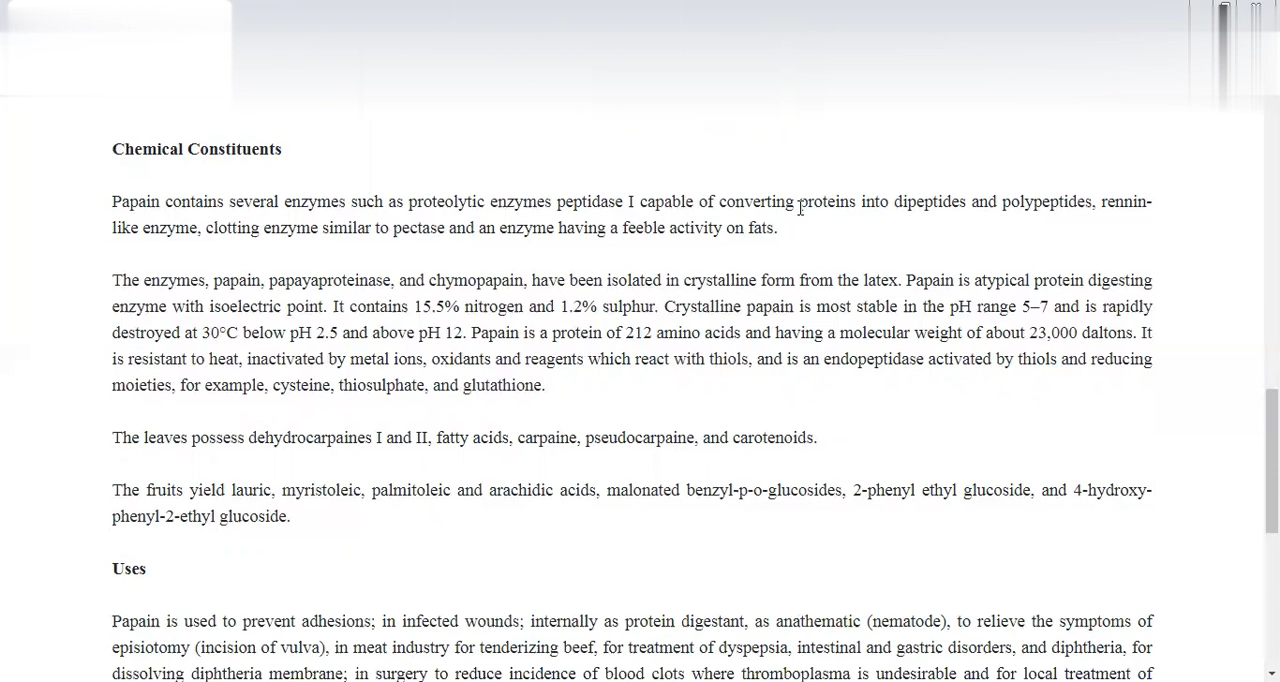 Chemical Constituents
Papain contains several enzymes such as proteolytic enzymes peptidase I capable of converting proteins into dipeptides and polypeptides, rennin-
like enzyme, clotting enzyme similar to pectase and an enzyme having a feeble activity on fats.
The enzymes, papain, papayaproteinase, and chymopapain, have been isolated in crystalline form from the latex. Papain is atypical protein digesting
enzyme with isoelectric point. It contains 15.5% nitrogen and 1.2% sulphur. Crystalline papain is most stable in the pH range 5–7 and is rapidly
destroyed at 30°C below pH 2.5 and above pH 12. Papain is a protein of 212 amino acids and having a molecular weight of about 23,000 daltons. It
is resistant to heat, inactivated by metal ions, oxidants and reagents which react with thiols, and is an endopeptidase activated by thiols and reducing
moieties, for example, cysteine, thiosulphate, and glutathione.
The leaves possess dehydrocarpaines I and II, fatty acids, carpaine, pseudocarpaine, and carotenoids.
The fruits yield lauric, myristoleic, palmitoleic and arachidic acids, malonated benzyl-p-o-glucosides, 2-phenyl ethyl glucoside, and 4-hydroxy-
phenyl-2-ethyl glucoside.
Uses
Papain is used to prevent adhesions; in infected wounds; internally as protein digestant, as anathematic (nematode), to relieve the symptoms of
episiotomy (incision of vulva), in meat industry for tenderizing beef, for treatment of dyspepsia, intestinal and gastric disorders, and diphtheria, for
dissolving diphtheria membrane; in surgery to reduce incidence of blood clots where thromboplasma is undesirable and for local treatment of